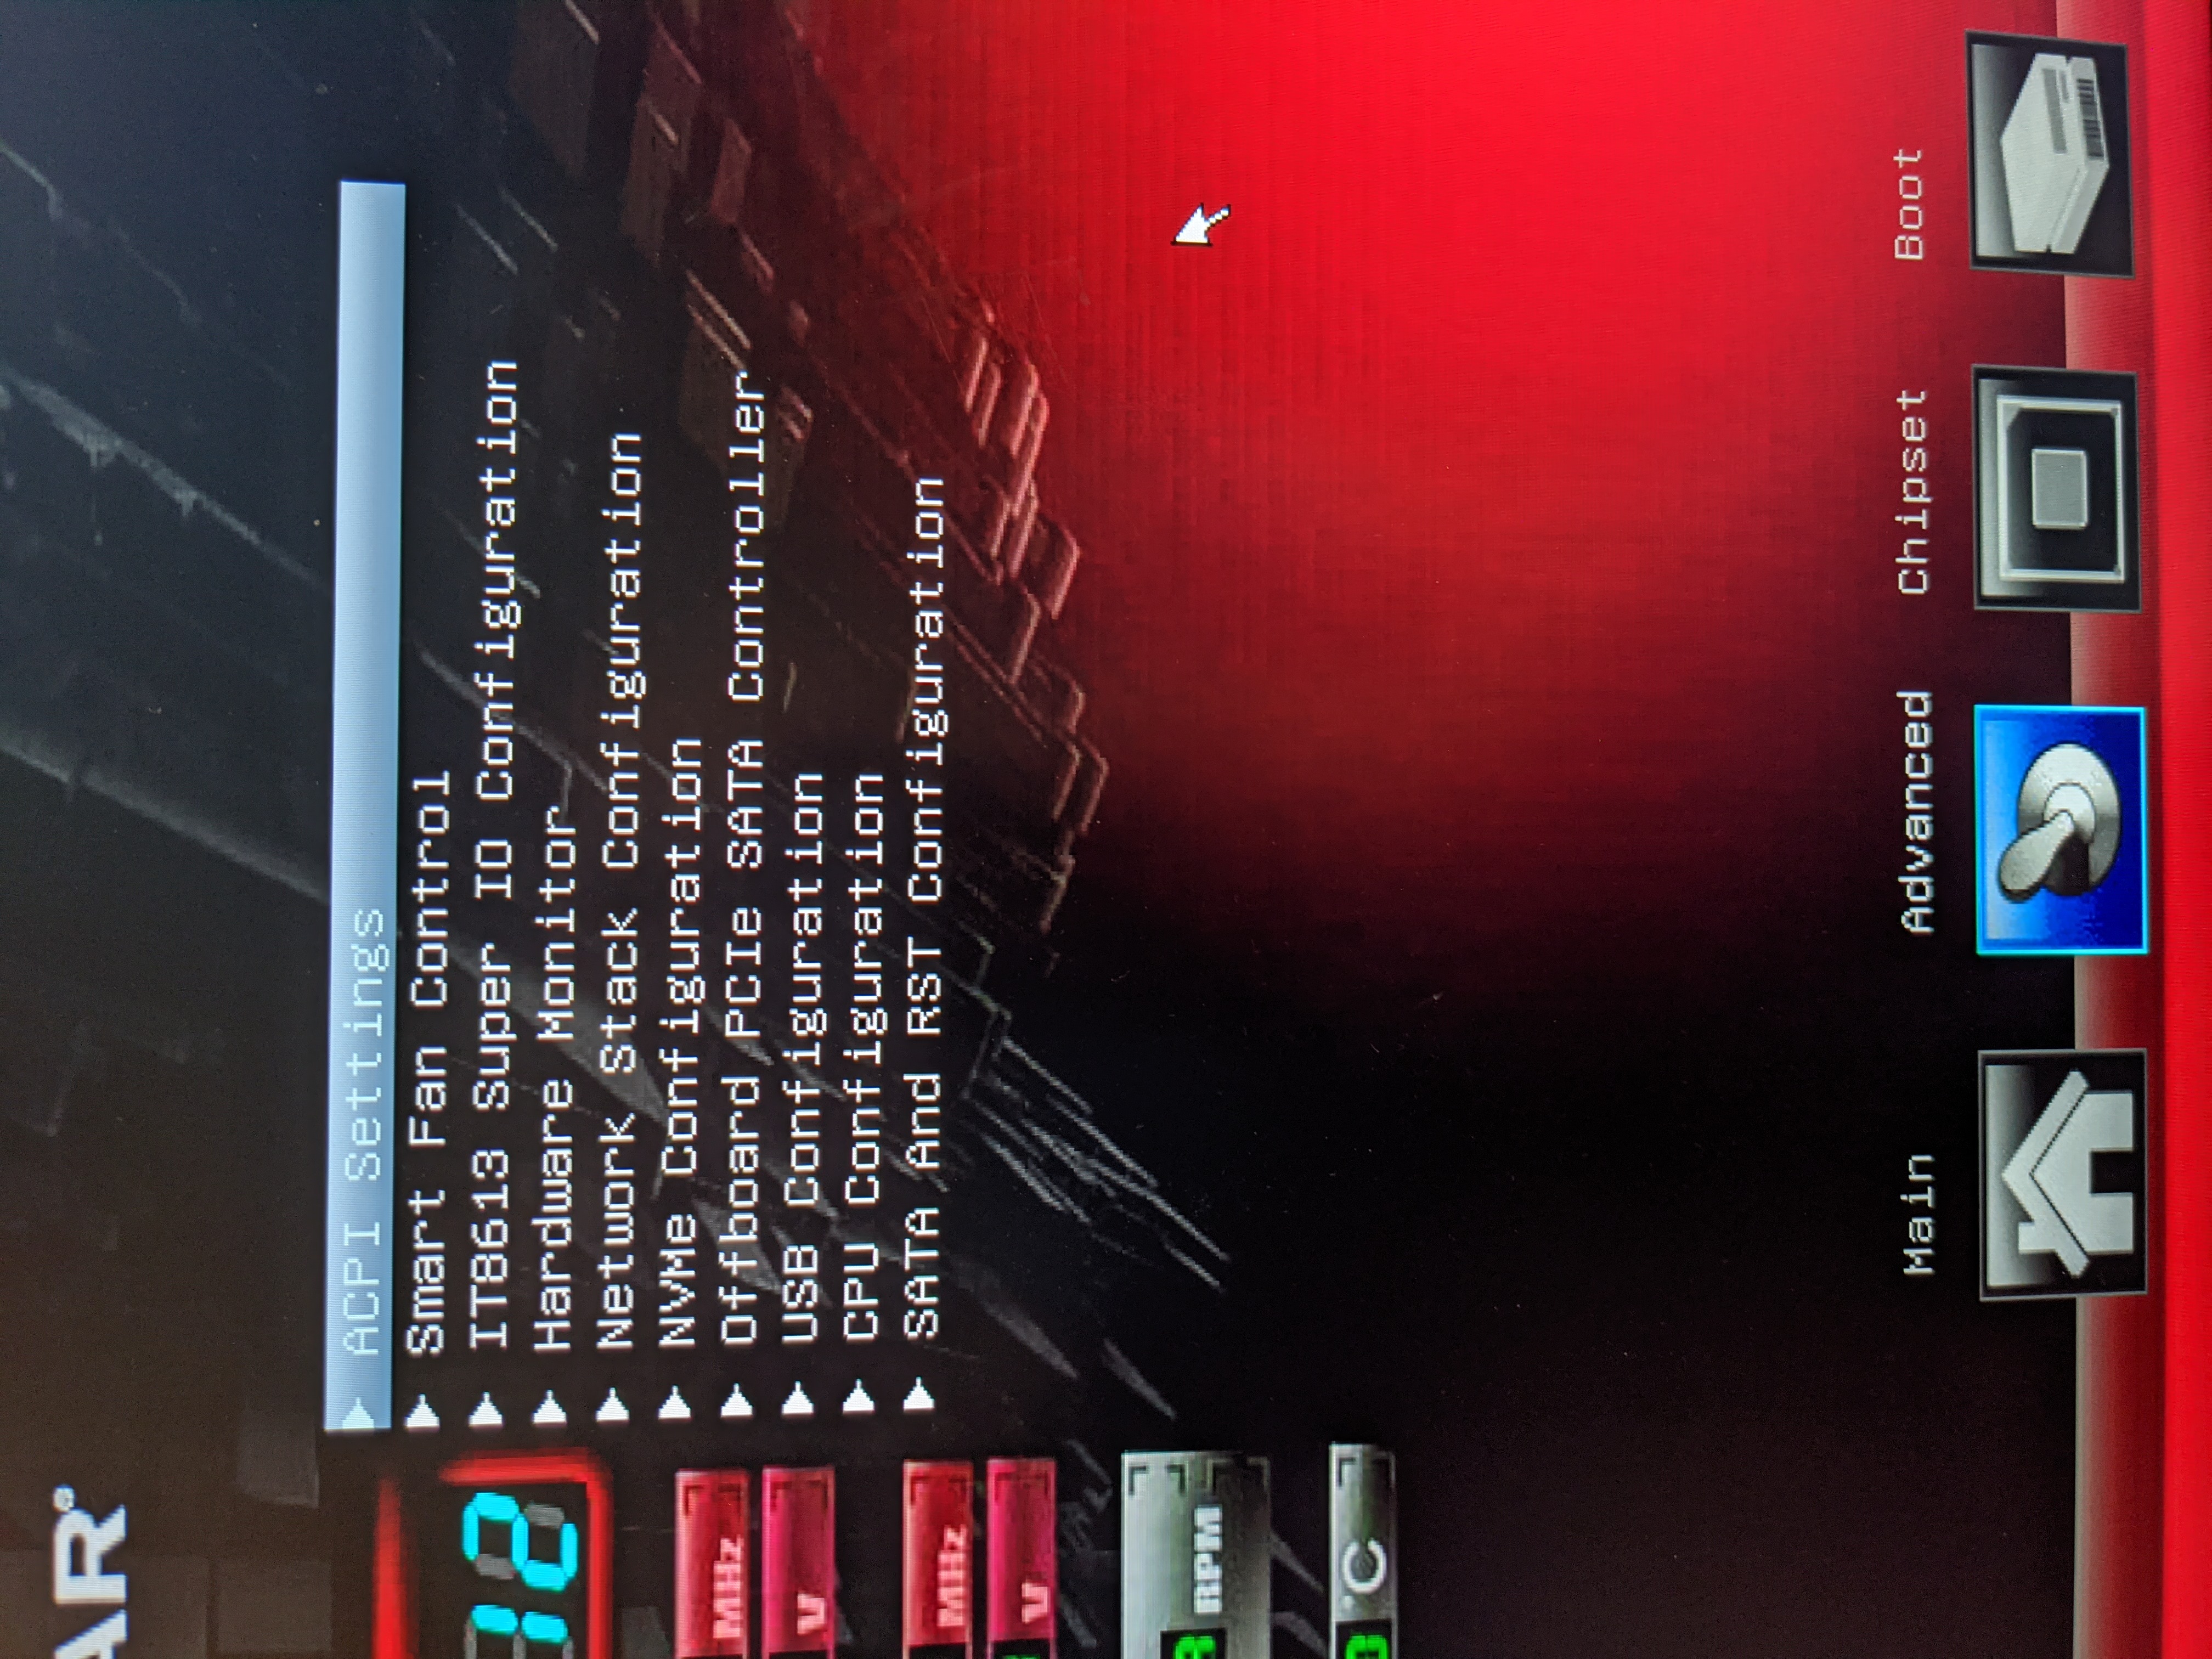 AR®
ACPI Settings
Smart Fan Control
12
IT8613 Super IO Configuration
Hardware Monitor
Network Stack Configuration
NVMe Configuration
MHz
Offboard PCIe SATA Controller
V
USB Configuration
CPU Configuration
MHz
SATA And RST Configuration
V
RPM
°C
Main
Advanced
Chipset
Boot